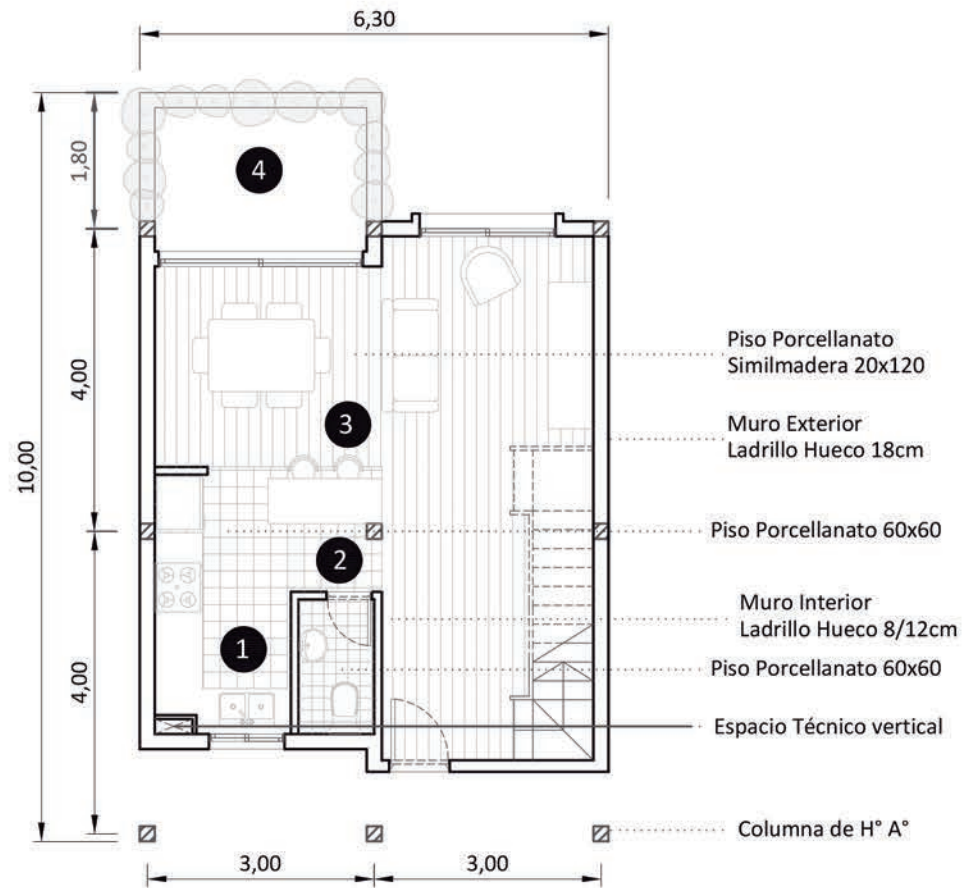 6,30
1,80
4
4,00
Piso Porcellanato
Similmadera 20x120
3
Muro Exterior
Ladrillo Hueco 18cm
10,00
Piso Porcellanato 60x60
2
Muro Interior
Ladrillo Hueco 8/12cm
1
4,00
Piso Porcellanato 60x60
Espacio Técnico vertical
Columna de H° A°
3,00
3,00